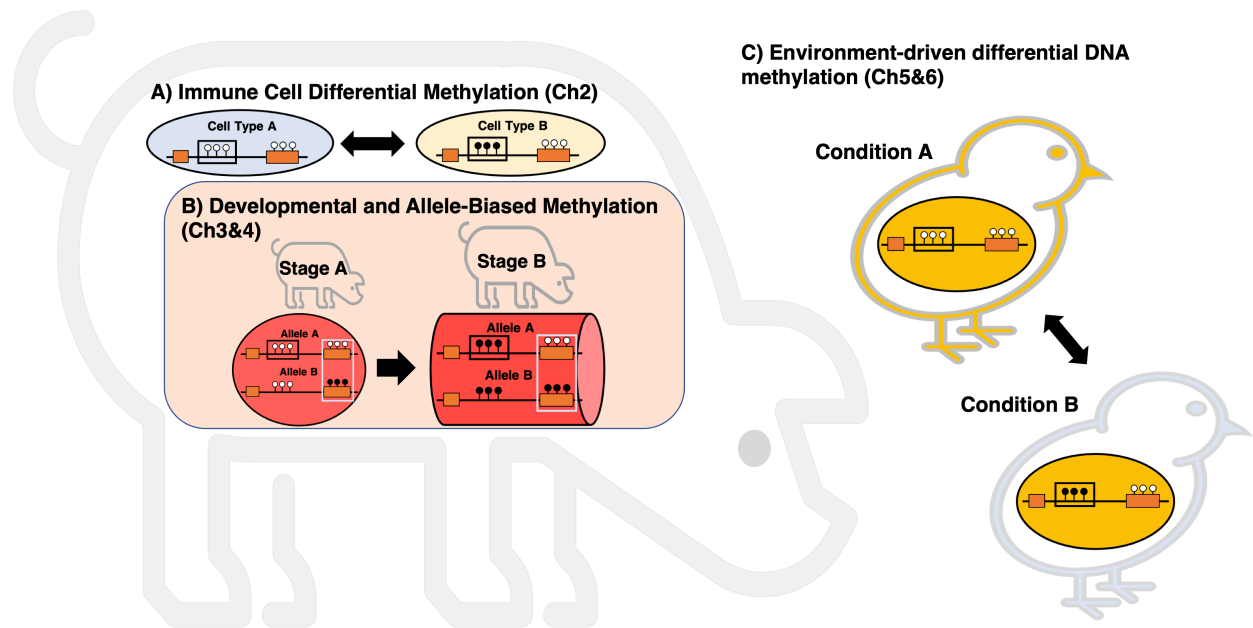 A) Immune Cell Differential Methylation (Ch2)
Cell Type A
Cell Type B
B) Developmental and Allele-Biased Methylation
(Ch3&4)
Stage A
Stage B
Allele A
Allele B
Allele A
Allele B
C) Environment-driven differential DNA
methylation (Ch5&6)
Condition A
Condition B